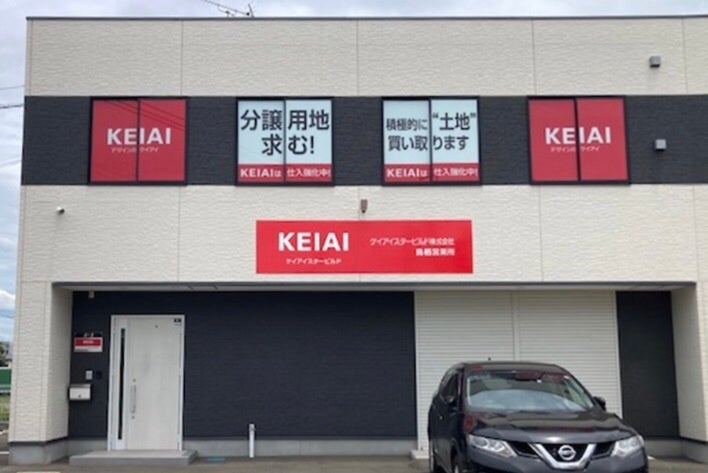 KEIAI
デザインのケイアイ
分譲用地
求む!
KEIAIは 仕入強化中!
積極的に“土地”
買い取ります
KEIAIは 仕入強化中!
KEIAI
デザインのケイアイ
KEIAI
ケイアイスタービルド
ケイアイスタービルド株式会社
鳥栖営業所
KEIAI